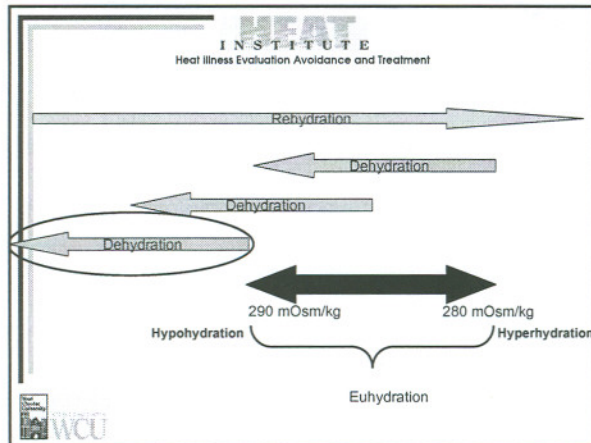 HEAT
INSTITUTE
Heat Illness Evaluation Avoidance and Treatment
Rehydration
Dehydration
Dehydration
Dehydration
290 mOsm/kg 280 mOsm/kg
Hypohydration Hyperhydration
Euhydration
WCU